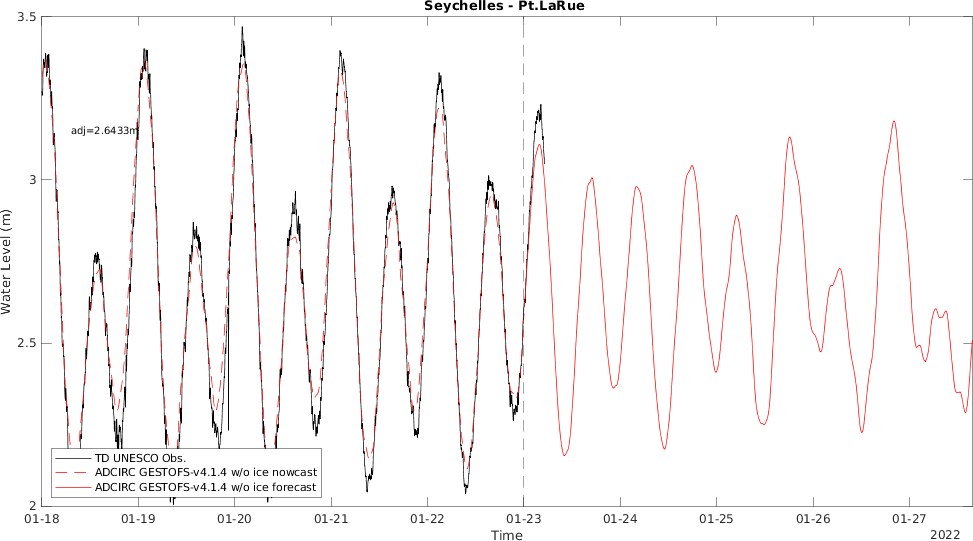 Seychelles - Pt.LaRue
3.5
3
2.5
2
Water Level (m)
adj=2.6433m
TD UNESCO Obs.
ADCIRC GESTOFS-v4.1.4 w/o ice nowcast
ADCIRC GESTOFS-v4.1.4 w/o ice forecast
01-18 01-19 01-20 01-21 01-22 01-23 01-24 01-25 01-26 01-27
Time
2022